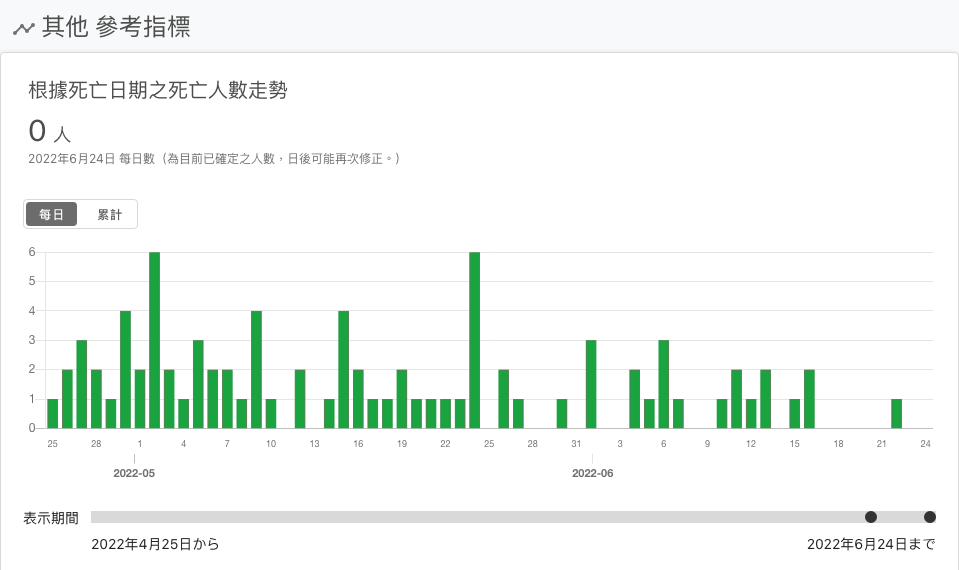 其他 參考指標
根據死亡日期之死亡人數走勢
0 人
2022年6月24日 每日數（為目前已確定之人數，日後可能再次修正。）
每日 累計
6
5
4
3
2
1
0
25 28 1 4 7 10 13 16 19 22 25 28 31 3 6 9 12 15 18 21 24
2022-05 2022-06
表示期間
2022年4月25日から 2022年6月24日まで